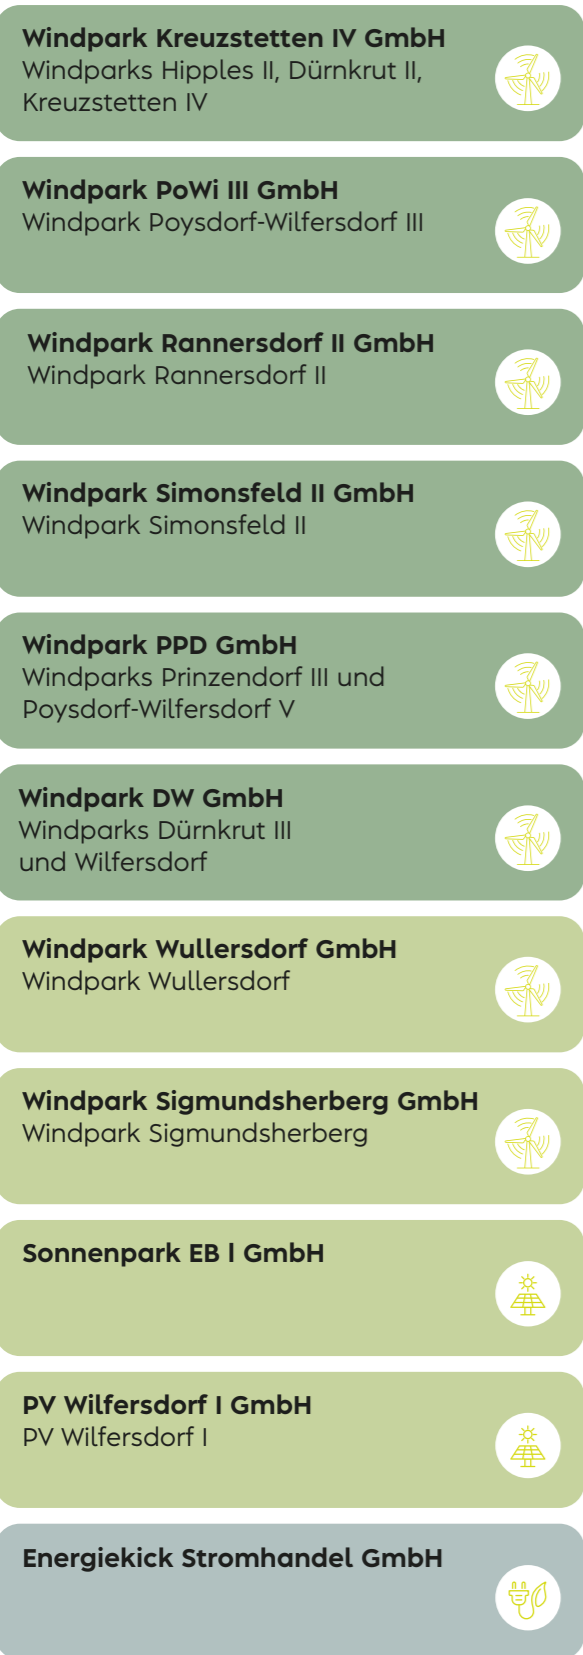 Windpark Kreuzstetten IV GmbH
Windparks Hipples II, Dürnkrut II,
Kreuzstetten IV
Windpark PoWi III GmbH
Windpark Poysdorf-Wilfersdorf III
Windpark Rannersdorf II GmbH
Windpark Rannersdorf II
Windpark Simonsfeld II GmbH
Windpark Simonsfeld II
Windpark PPD GmbH
Windparks Prinzendorf III und
Poysdorf-Wilfersdorf V
Windpark DW GmbH
Windparks Dürnkrut III
und Wilfersdorf
Windpark Wullersdorf GmbH
Windpark Wullersdorf
Windpark Sigmundsherberg GmbH
Windpark Sigmundsherberg
Sonnenpark EB l GmbH
PV Wilfersdorf I GmbH
PV Wilfersdorf I
Energiekick Stromhandel GmbH